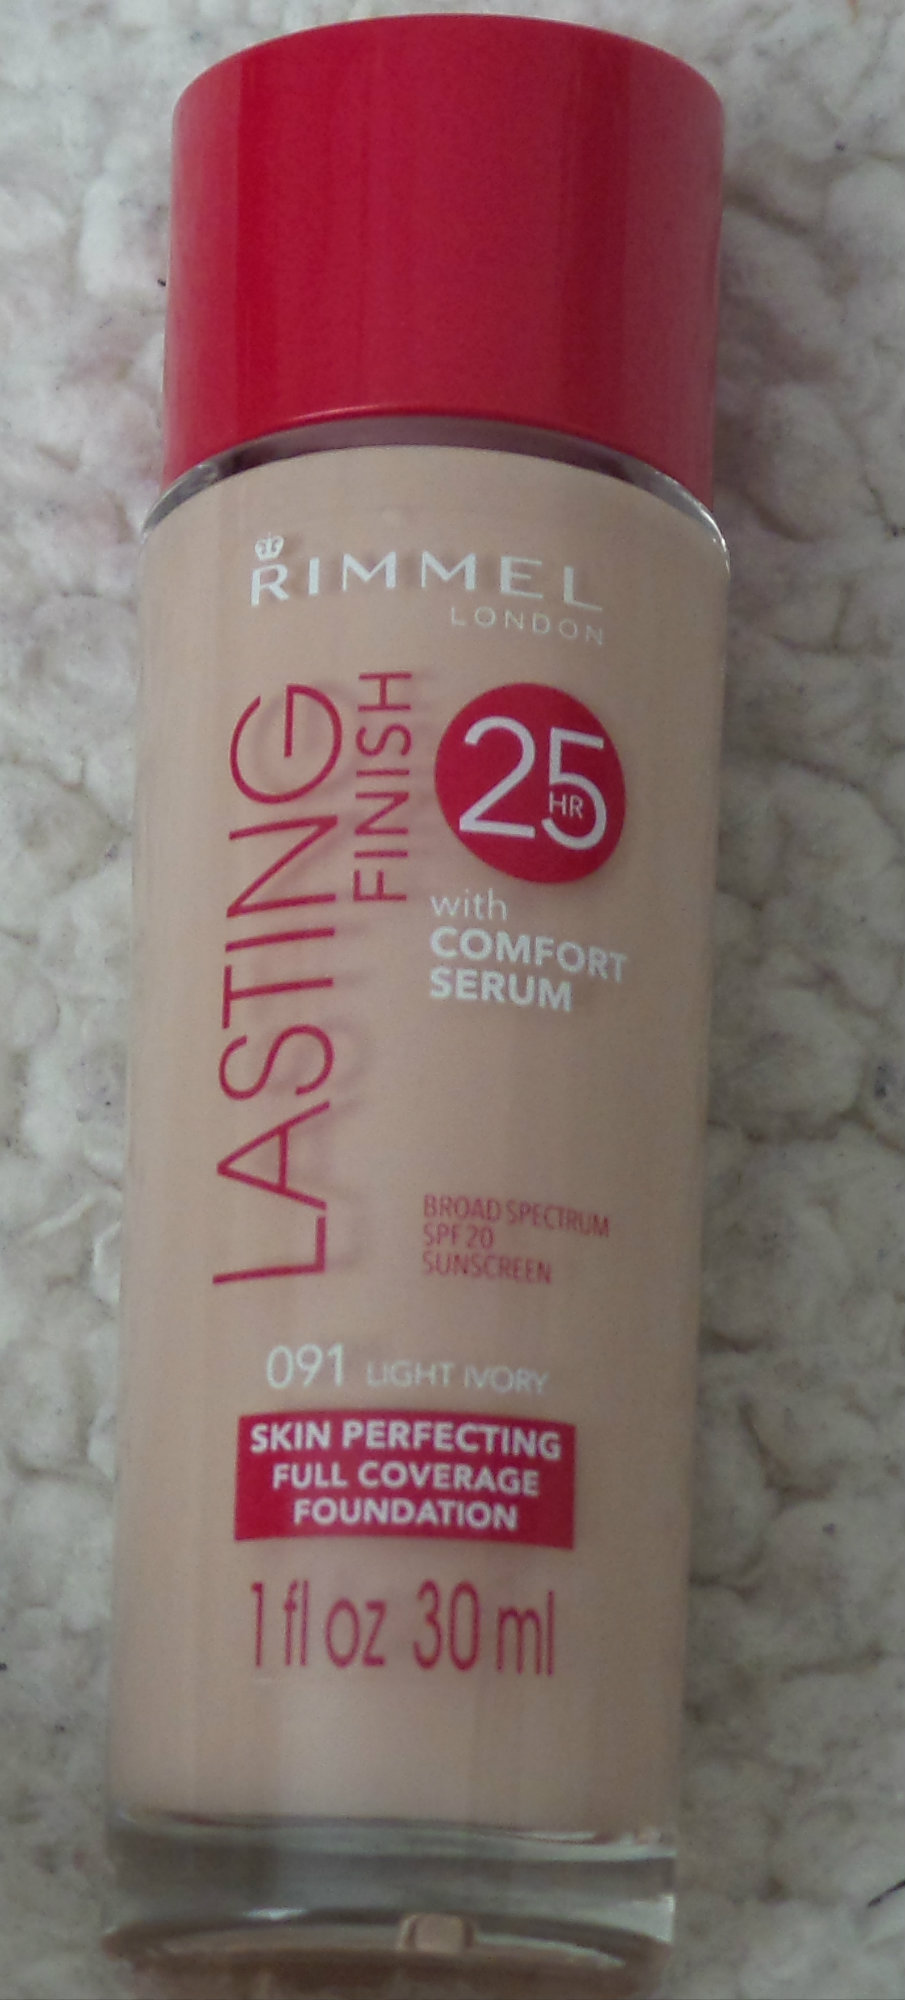 RIMMEL
LONDON
LASTING
FINISH
25
HR
with
COMFORT
SERUM
BROAD SPECTRUM
SPF 20
SUNSCREEN
091 LIGHT IVORY
SKIN PERFECTING
FULL COVERAGE
FOUNDATION
1 fl oz 30 ml